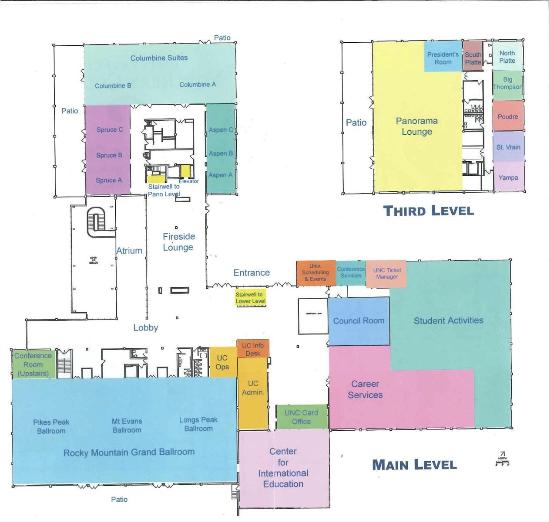 Patio
Columbine Suites
Columbine B
Columbine A
Patio
Spruce C
Spruce B
Spruce A
Aspen C
Aspen B
Aspen A
Elevator
Stairwell to
Pano Level
Atrium
Fireside
Lounge
Entrance
Stairwell to
Lower Level
Lobby
President's
Room
South
Platte
North
Platte
Big
Thompson
Panorama
Lounge
Patio
Poudre
St. Vrain
Yampa
THIRD LEVEL
Univ.
Scheduling
& Events
Conference
Services
UNC Ticket
Manager
Council Room
Student Activities
Career
Services
Conference
Room
(Upstairs)
UC
Ops
UC Info
Desk
UC
Admin.
UNC Card
Office
Pikes Peak
Ballroom
Mt Evans
Ballroom
Longs Peak
Ballroom
Rocky Mountain Grand Ballroom
Center
for
International
Education
MAIN LEVEL
Patio